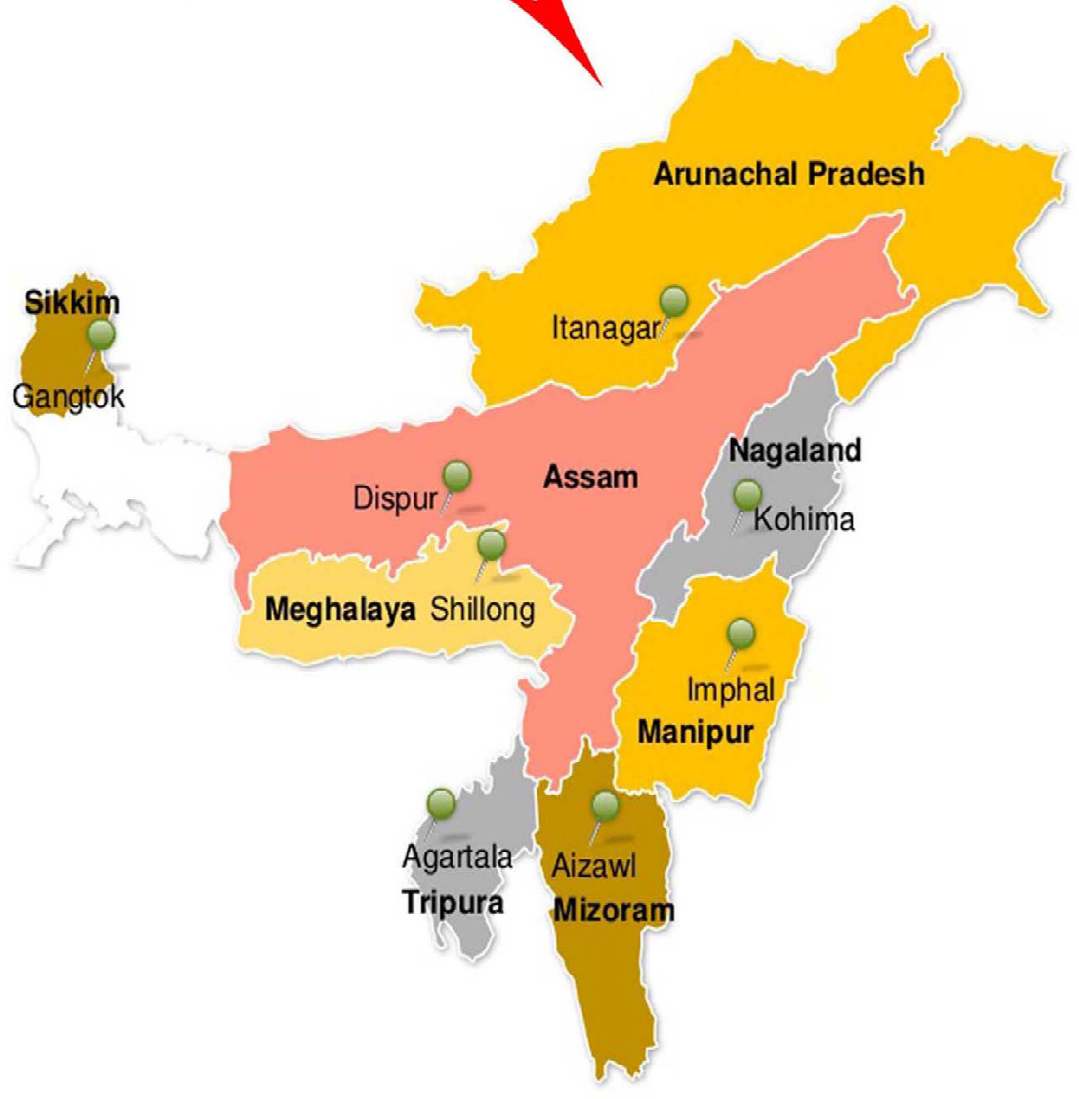 Arunachal Pradesh
Sikkim
Itanagar
Gangtok
Nagaland
Assam
Dispur
Kohima
Meghalaya Shillong
Imphal
Manipur
Agartala
Aizawl
Tripura
Mizoram